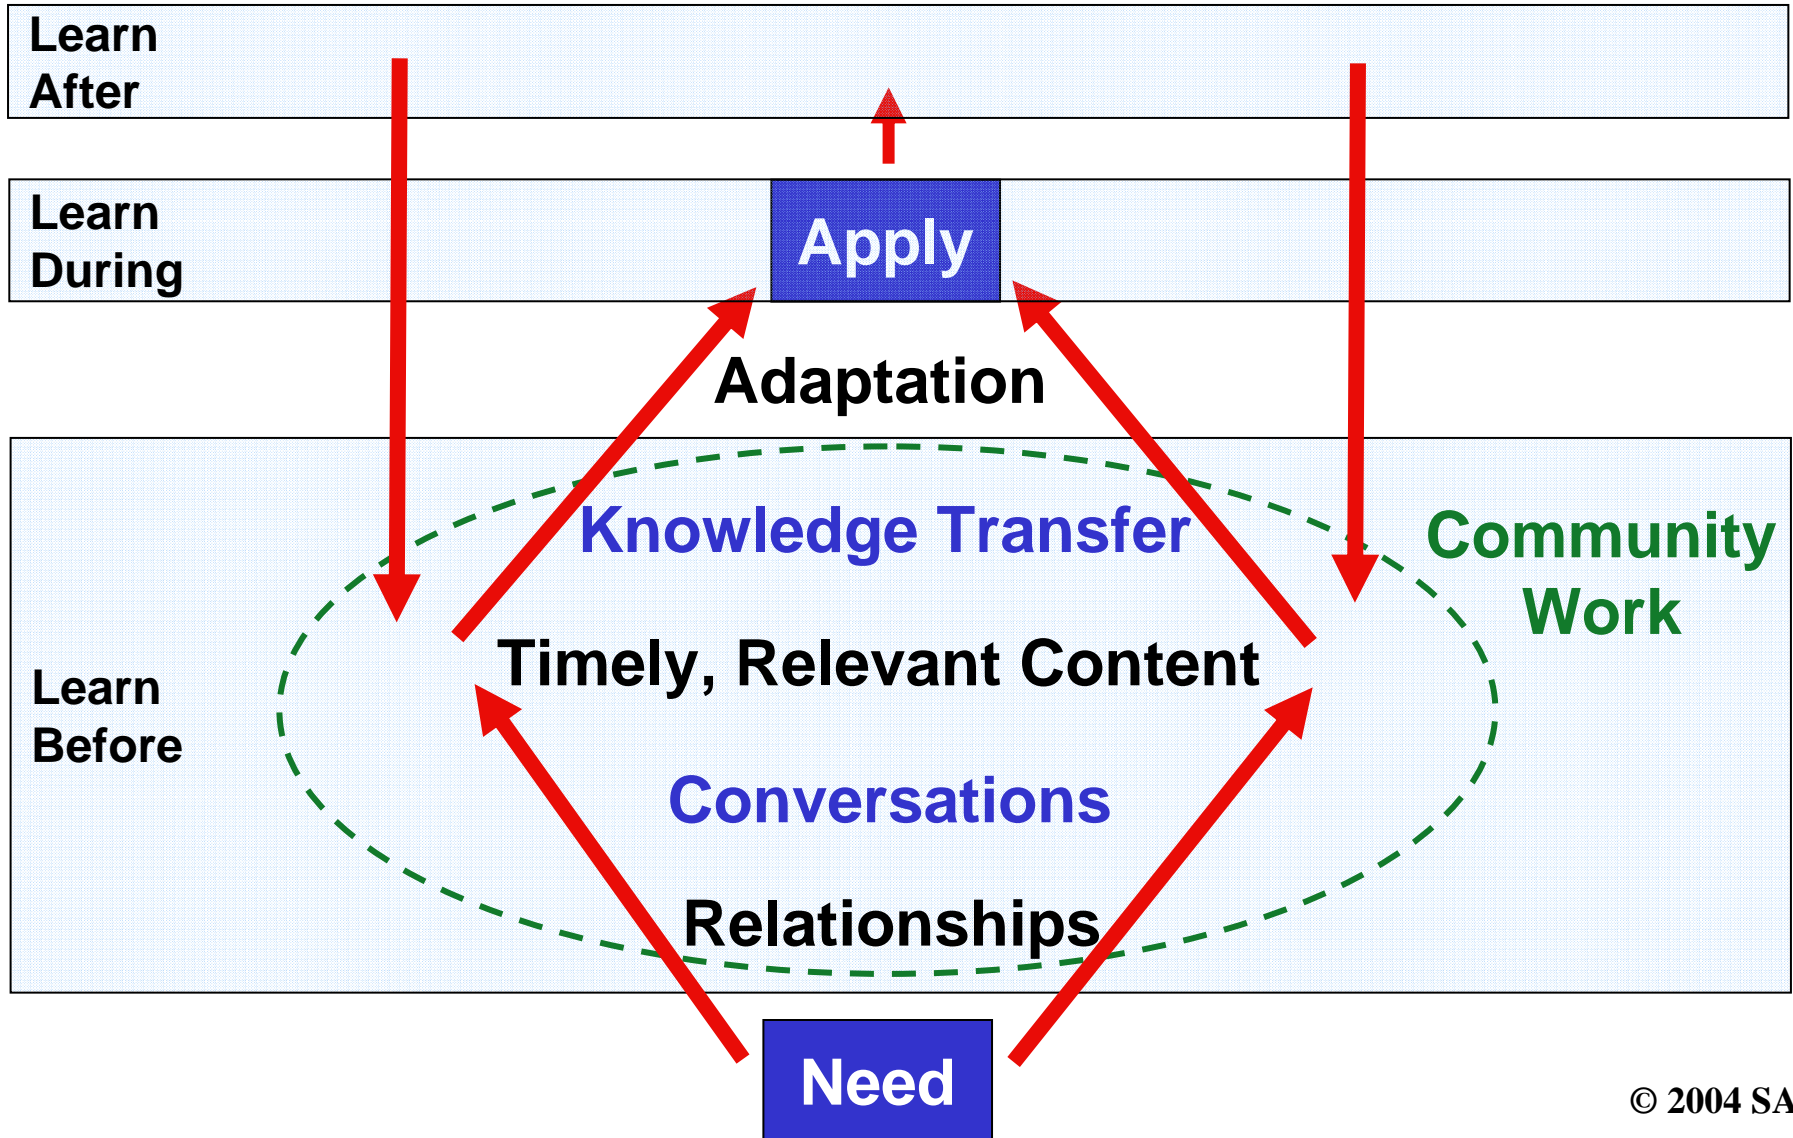 Learn
After
Learn
During
Apply
Adaptation
Knowledge Transfer
Community
Work
Timely, Relevant Content
Learn
Before
Conversations
Relationships
Need
© 2004 SA